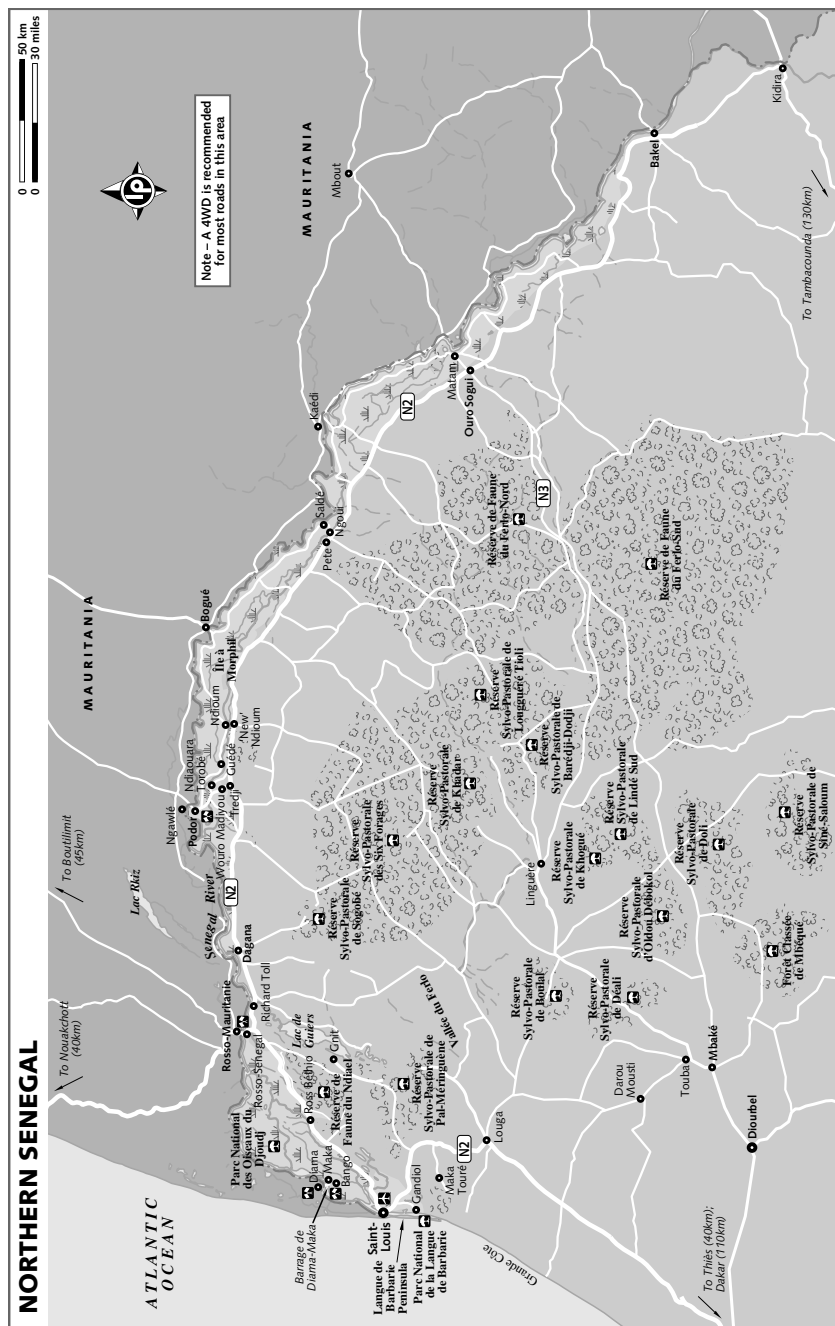 NORTHERN SENEGAL
0 50 km
0 30 miles
Note – A 4WD is recommended
for most roads in this area
ATLANTIC
OCEAN
To Nouakchott
(40km)
To Boutilimit
(45km)
MAURITANIA
MAURITANIA
Mbout
Lac Rkiz
Senegal River
N2
Ngawlé
Podor
Ndiaouara
Torobé
Wouro Madiyou
Tredji
Guédé
Ndioum
'New'
Ndioum
Île à
Morphil
Bogué
Kaédi
Saldé
Pete
Ngoui
N2
Matam
Ouro Sogui
Bakel
Kidira
To Tambacounda (130km)
Rosso-Mauritanie
Rosso-Senegal
Richard Toll
Dagana
Parc National
des Oiseaux du
Djoudj
Barrage de
Diama-Maka
Diama
Maka
Bango
Ross Béthio
Réserve de
Faune du Ndiael
Gnit
Lac de
Guiers
Saint-
Louis
Langue de
Barbarie
Peninsula
Gandiol
Parc National
de la Langue
de Barbarie
Maka
Touré
N2
Louga
Réserve
Sylvo-Pastorale de
Pal-Méringuène
Vallée du Ferlo
Grande Côte
Réserve
Sylvo-Pastorale
de Sogobé
Réserve
Sylvo-Pastorale
des Six Forages
Réserve
Sylvo-Pastorale
de Khadar
Réserve
Sylvo-Pastorale de
Longguéré Tioli
Réserve
Sylvo-Pastorale de
Barédji-Dodji
Réserve de Faune
du Ferlo-Nord
N3
Réserve de Faune
du Ferlo-Sud
Linguère
Réserve
Sylvo-Pastorale
de Khogué
Réserve
Sylvo-Pastorale
de Lindé Sud
Réserve
Sylvo-Pastorale
Réserve
Sylvo-Pastorale
de Déali
Réserve
Sylvo-Pastorale
d'Oldou Débokol
Réserve
Sylvo-Pastorale
de Doli
Réserve
Sylvo-Pastorale de
Siné-Saloum
Forêt Classée
de Mbégué
Darou
Mousti
Touba
Mbaké
Diourbel
To Thiès (40km);
Dakar (110km)